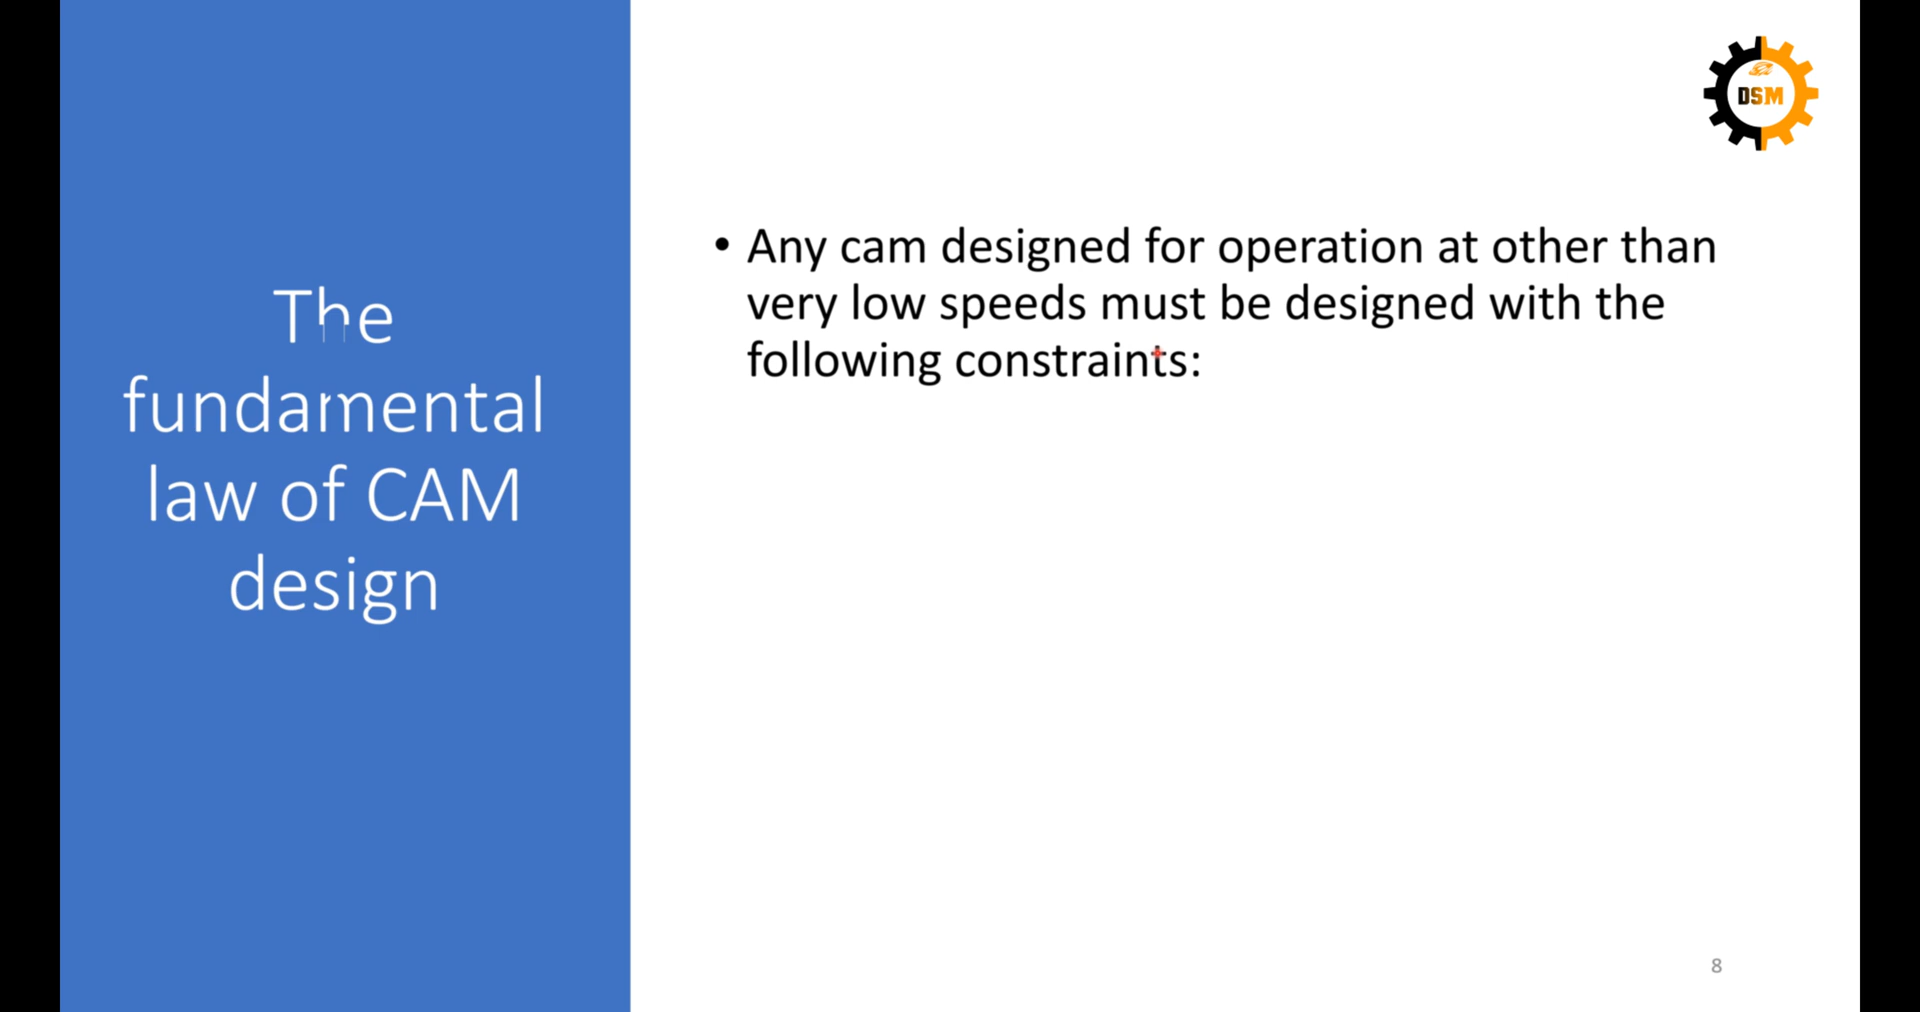 The
fundamental
law of CAM
design
DSM
• Any cam designed for operation at other than
very low speeds must be designed with the
following constraints:
8